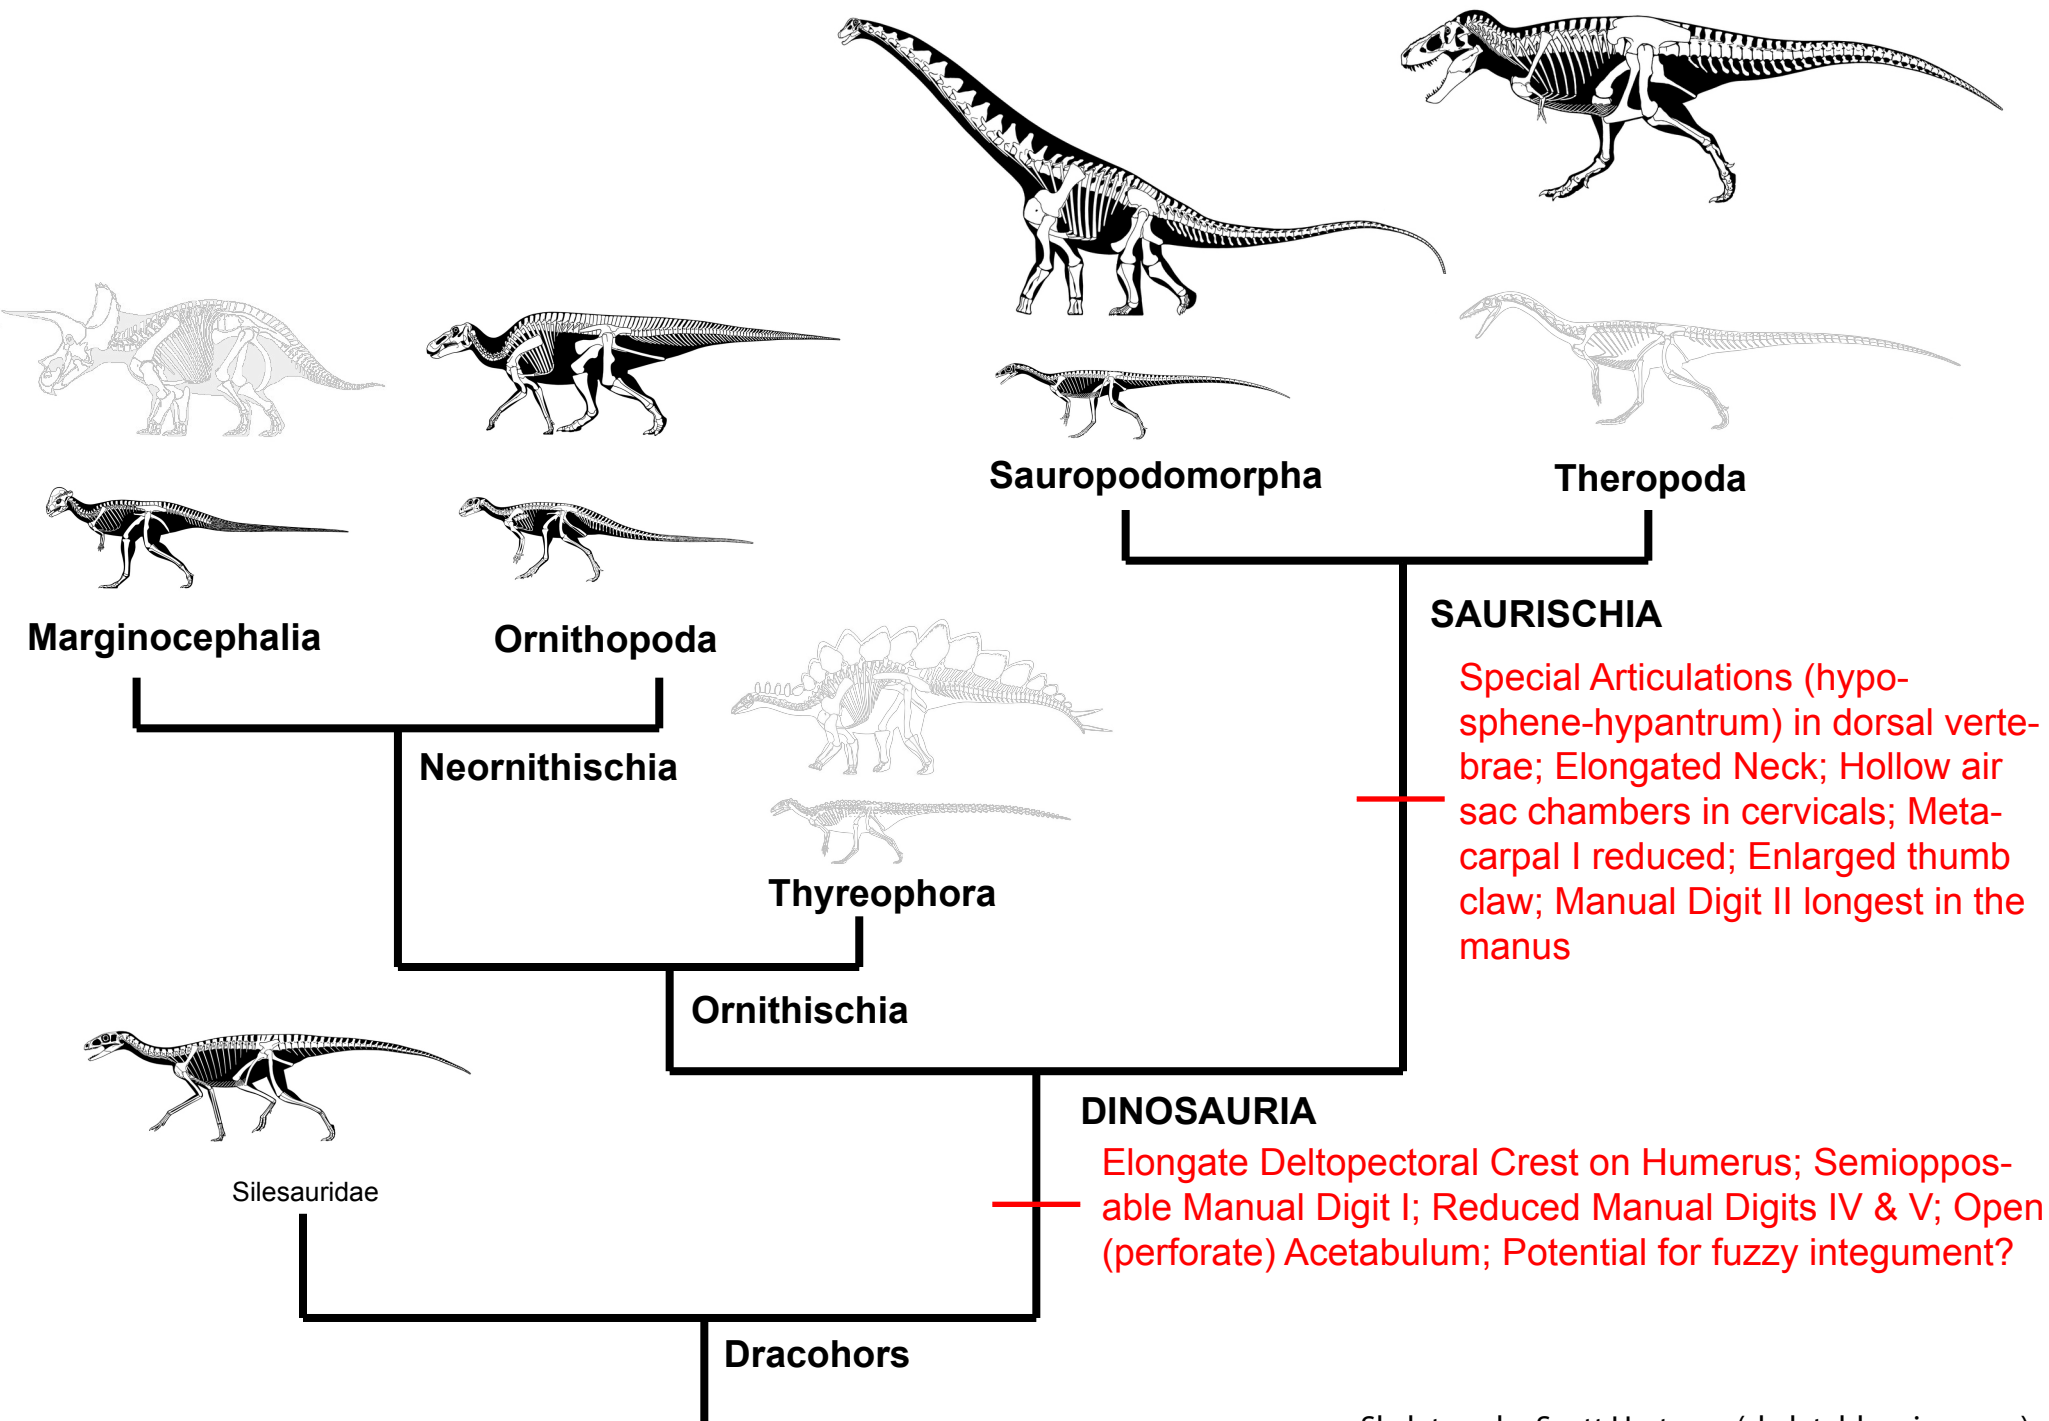 Sauropodomorpha
Theropoda
SAURISCHIA
Marginocephalia
Ornithopoda
Special Articulations (hypo-
sphene-hypantrum) in dorsal verte-
brae; Elongated Neck; Hollow air
sac chambers in cervicals; Meta-
carpal I reduced; Enlarged thumb
claw; Manual Digit II longest in the
manus
Neornithischia
Thyreophora
Ornithischia
DINOSAURIA
Elongate Deltopectoral Crest on Humerus; Semioppos-
able Manual Digit I; Reduced Manual Digits IV & V; Open
(perforate) Acetabulum; Potential for fuzzy integument?
Silesauridae
Dracohors